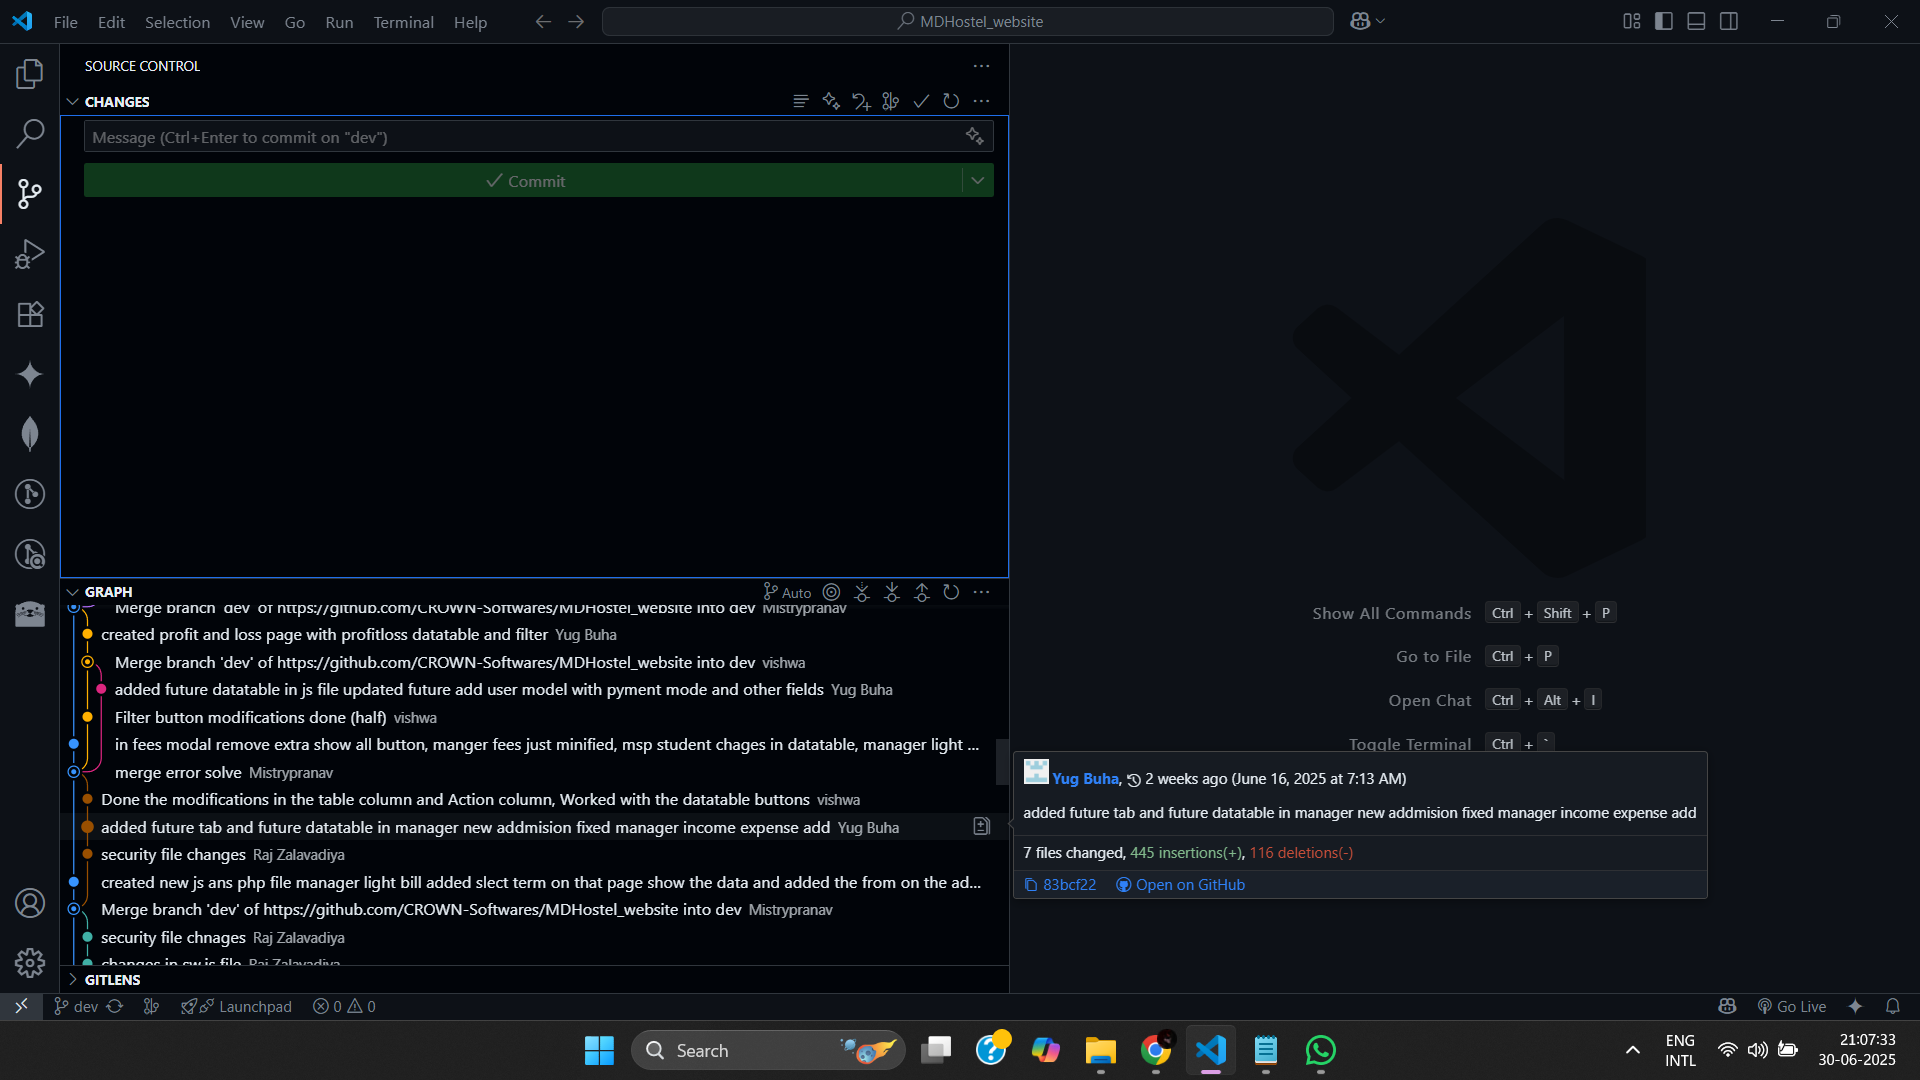 File Edit Selection View Go Run Terminal Help
MDHostel_website
SOURCE CONTROL
CHANGES
Message (Ctrl+Enter to commit on "dev")
Commit
GRAPH
Auto
Merge branch 'dev' of https://github.com/CROWN-Softwares/MDHostel_website into dev Mistrypranav
created profit and loss page with profitloss datatable and filter Yug Buha
Merge branch 'dev' of https://github.com/CROWN-Softwares/MDHostel_website into dev vishwa
added future datatable in js file updated future add user model with pyment mode and other fields Yug Buha
Filter button modifications done (half) vishwa
in fees modal remove extra show all button, manger fees just minified, msp student chages in datatable, manager light ...
merge error solve Mistrypranav
Done the modifications in the table column and Action column, Worked with the datatable buttons vishwa
added future tab and future datatable in manager new addmision fixed manager income expense add Yug Buha
security file changes Raj Zalavadiya
created new js ans php file manager light bill added slect term on that page show the data and added the from on the ad...
Merge branch 'dev' of https://github.com/CROWN-Softwares/MDHostel_website into dev Mistrypranav
security file chnages Raj Zalavadiya
changes in sw.js file Raj Zalavadiya
GITLENS
Show All Commands Ctrl + Shift + P
Go to File Ctrl + P
Open Chat Ctrl + Alt + I
Toggle Terminal Ctrl + `
Yug Buha, 2 weeks ago (June 16, 2025 at 7:13 AM)
added future tab and future datatable in manager new addmision fixed manager income expense add
7 files changed, 445 insertions(+), 116 deletions(-)
83bcf22 Open on GitHub
dev Launchpad 0 0
Go Live
Search
ENG
INTL
21:07:33
30-06-2025